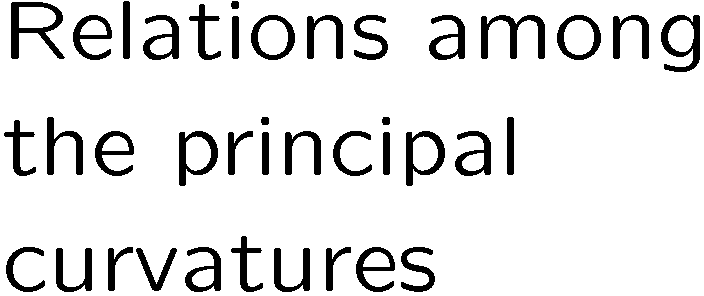 Relations among
the principal
curvatures